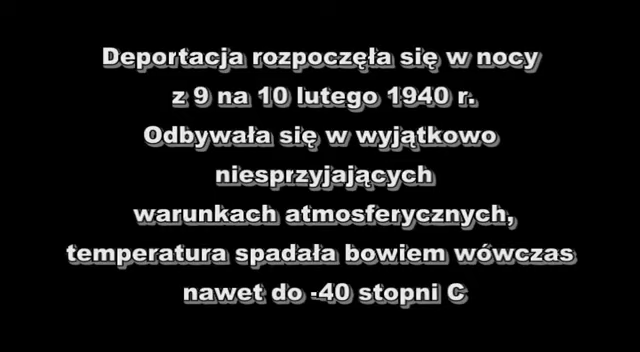 Deportacja rozpoczęła się w nocy
z 9 na 10 lutego 1940 r.
Odbywała się w wyjątkowo
niesprzyjających
warunkach atmosferycznych,
temperatura spadała bowiem wówczas
nawet do -40 stopni C